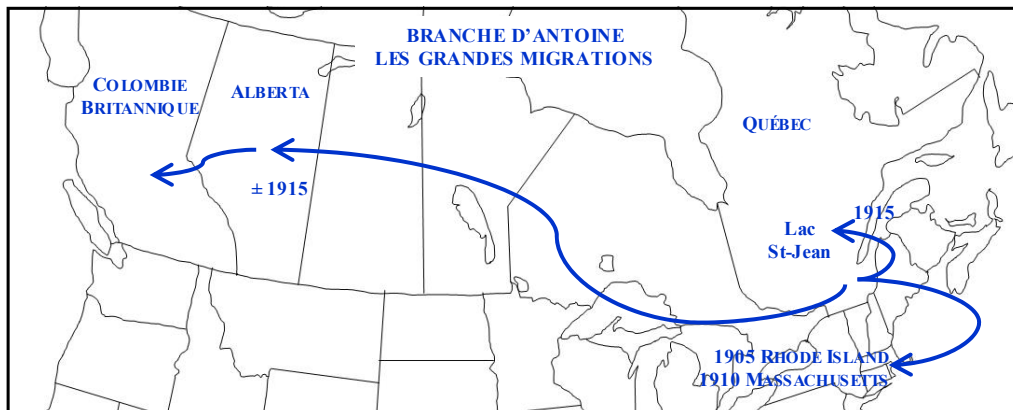 BRANCHE D'ANTOINE
LES GRANDES MIGRATIONS
COLOMBIE
BRITANNIQUE
ALBERTA
QUÉBEC
± 1915
1915
Lac
St-Jean
1905 RHODE ISLAND
1910 MASSACHUSETTS